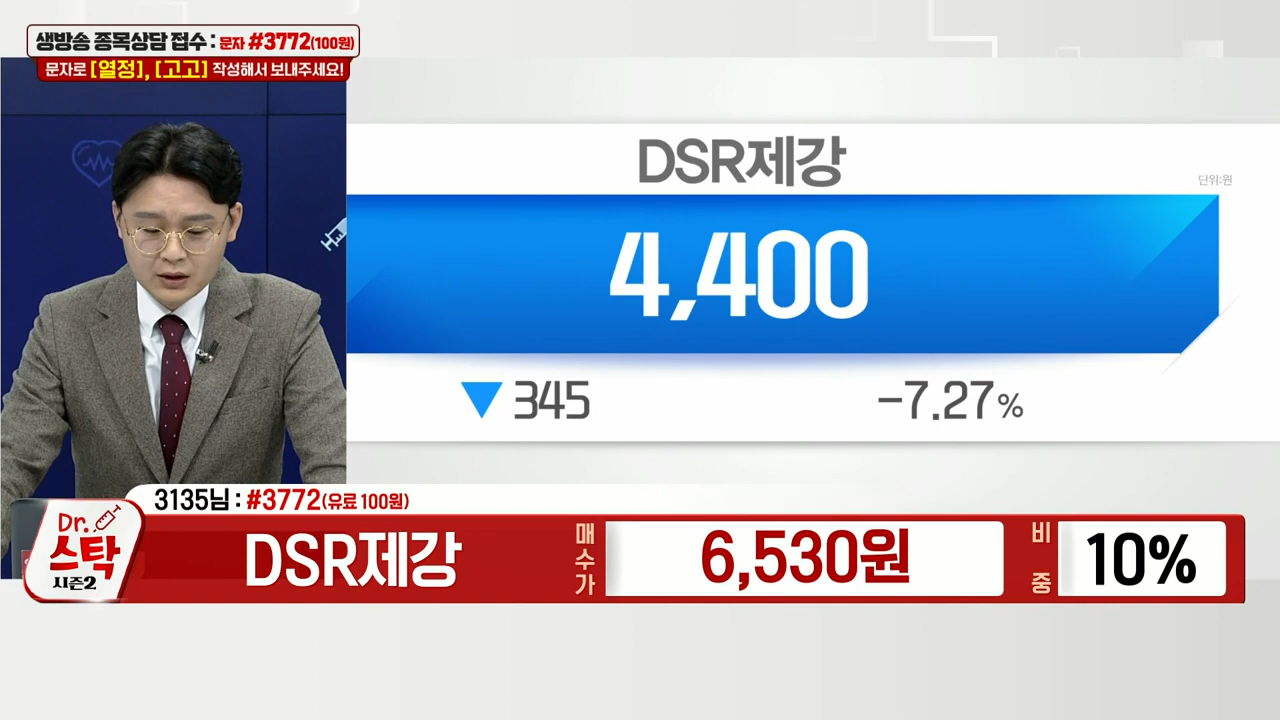 생방송 종목상담 접수 : 문자 #3772(100원)
문자로 [열정], [고고] 작성해서 보내주세요!
DSR제강
단위:원
4,400
▼ 345 -7.27%
3135님 : #3772(유료 100원)
Dr.
스탁
시즌2
DSR제강 매수가 6,530원 비중 10%